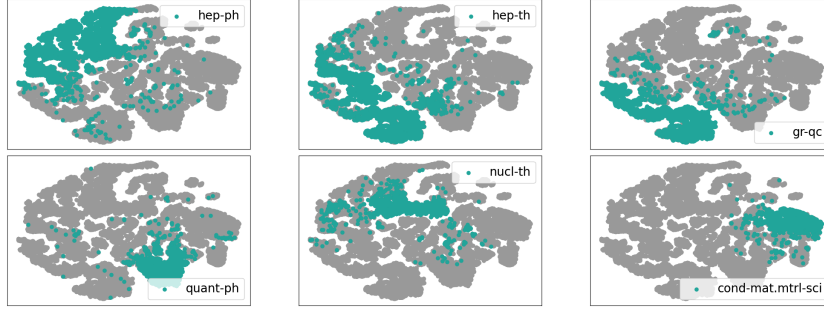 hep-ph
hep-th
gr-qc
quant-ph
nucl-th
cond-mat.mtrl-sci